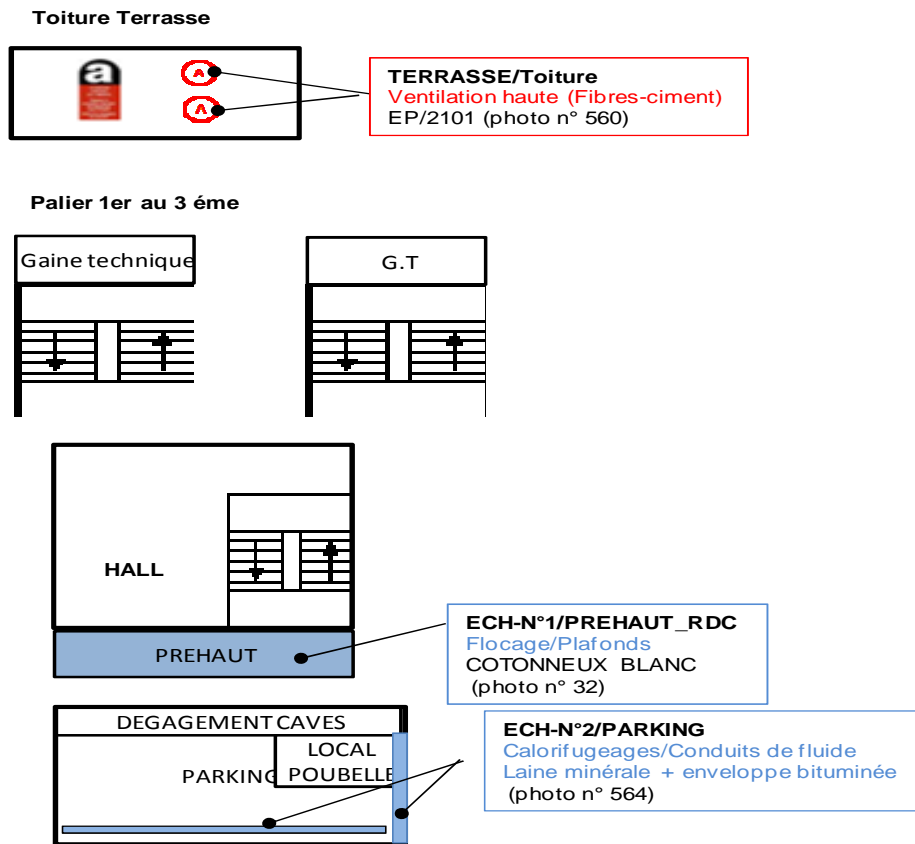 Toiture Terrasse
a
TERRASSE/Toiture
Ventilation haute (Fibres-ciment)
EP/2101 (photo n° 560)
Palier 1er au 3 éme
Gaine technique
G.T
HALL
PREHAUT
ECH-N°1/PREHAUT_RDC
Flocage/Plafonds
COTONNEUX BLANC
(photo n° 32)
DEGAGEMENT CAVES
LOCAL
PARKING POUBELLE
ECH-N°2/PARKING
Calorifugeages/Conduits de fluide
Laine minérale + enveloppe bituminée
(photo n° 564)